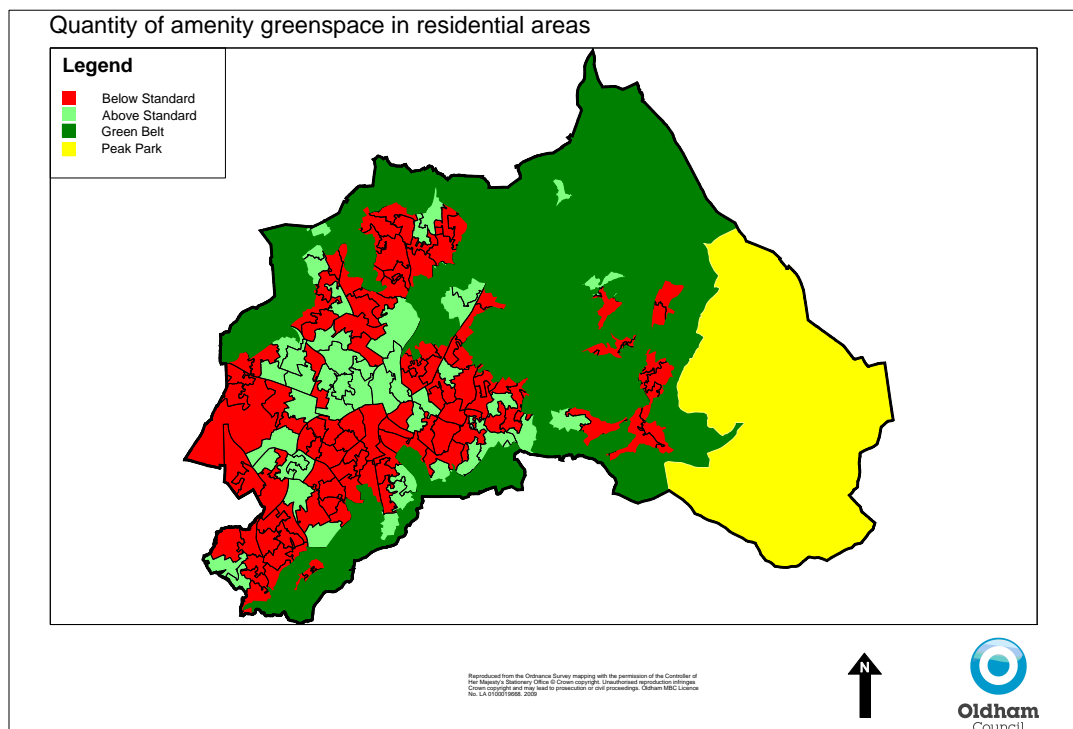 Quantity of amenity greenspace in residential areas
Legend
Below Standard
Above Standard
Green Belt
Peak Park
Reproduced from the Ordnance Survey mapping with the permission of the Controller of
Her Majesty's Stationery Office © Crown copyright. Unauthorised reproduction infringes
Crown copyright and may lead to prosecution or civil proceedings. Oldham MBC Licence
No. LA 0100019668. 2009
N
Oldham
Council